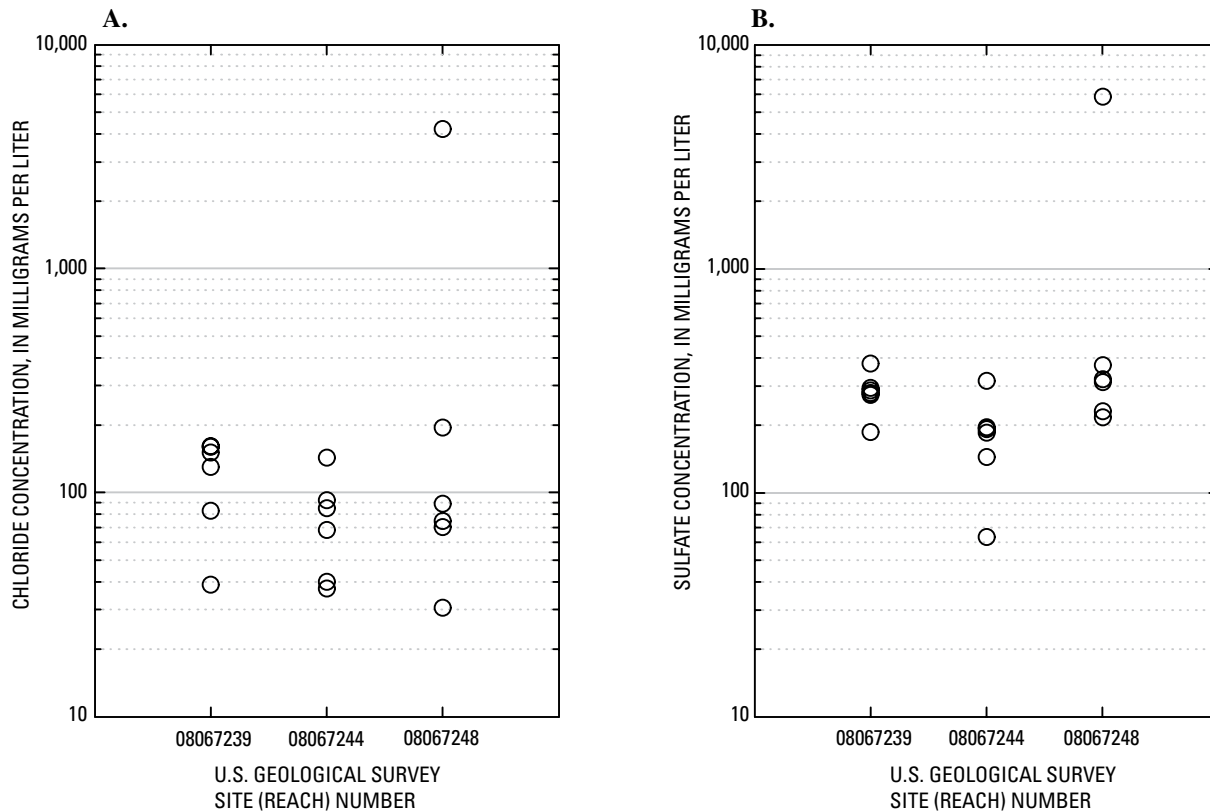 A.
10,000
1,000
100
10
CHLORIDE CONCENTRATION, IN MILLIGRAMS PER LITER
08067239
08067244
08067248
U.S. GEOLOGICAL SURVEY
SITE (REACH) NUMBER
B.
10,000
1,000
100
10
SULFATE CONCENTRATION, IN MILLIGRAMS PER LITER
08067239
08067244
08067248
U.S. GEOLOGICAL SURVEY
SITE (REACH) NUMBER